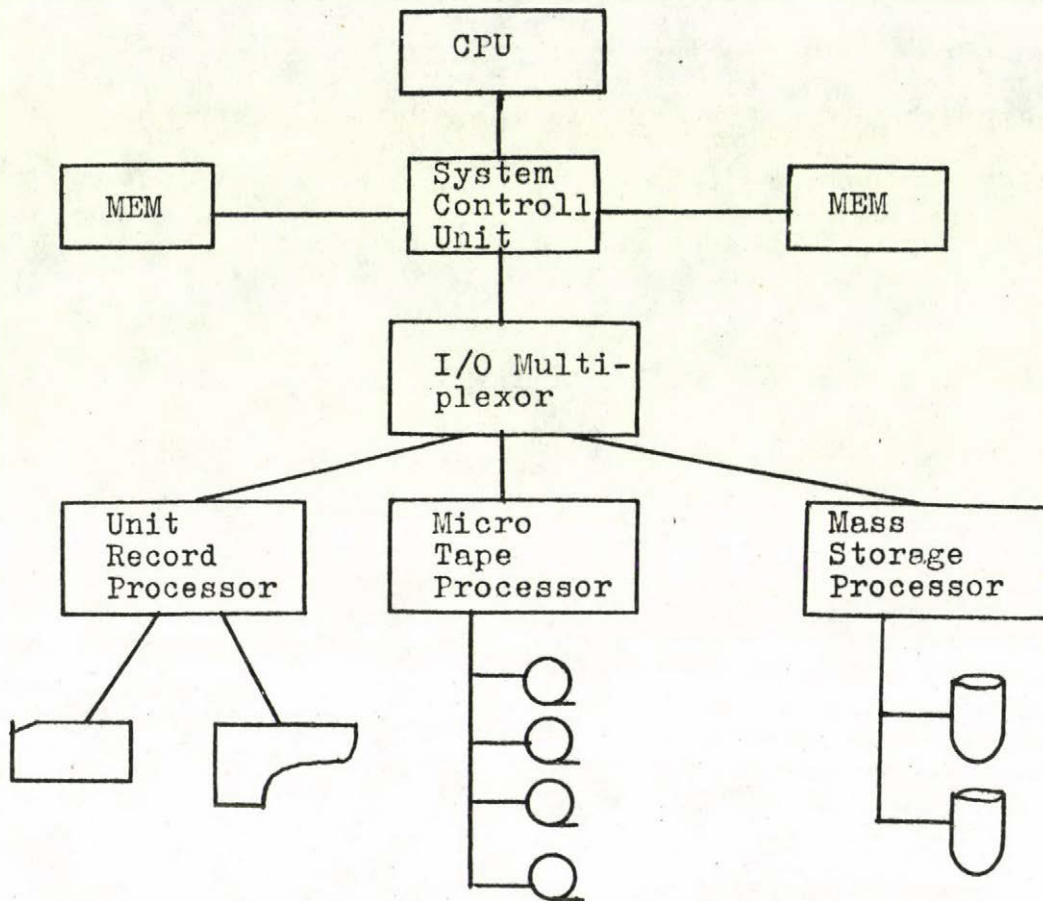 CPU
MEM
System
Controll
Unit
MEM
I/O Multi-
plexor
Unit
Record
Processor
Micro
Tape
Processor
Mass
Storage
Processor